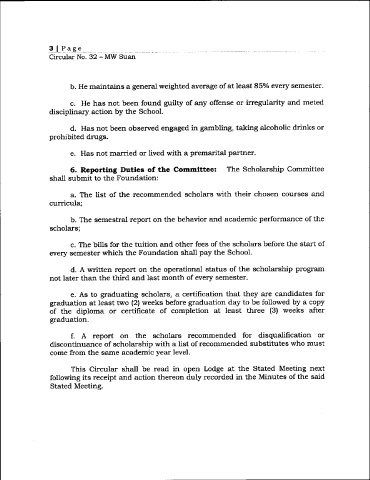 3 | P a g e
Circular No. 32 – MW Suan
b. He maintains a general weighted average of at least 85% every semester.
c. He has not been found guilty of any offense or irregularity and meted
disciplinary action by the School.
d. Has not been observed engaged in gambling, taking alcoholic drinks or
prohibited drugs.
e. Has not married or lived with a premarital partner.
6. Reporting Duties of the Committee: The Scholarship Committee
shall submit to the Foundation:
a. The list of the recommended scholars with their chosen courses and
curricula;
b. The semestral report on the behavior and academic performance of the
scholars;
c. The bills for the tuition and other fees of the scholars before the start of
every semester which the Foundation shall pay the School.
d. A written report on the operational status of the scholarship program
not later than the third and last month of every semester.
e. As to graduating scholars, a certification that they are candidates for
graduation at least two (2) weeks before graduation day to be followed by a copy
of the diploma or certificate of completion at least three (3) weeks after
graduation.
f. A report on the scholars recommended for disqualification or
discontinuance of scholarship with a list of recommended substitutes who must
come from the same academic year level.
This Circular shall be read in open Lodge at the Stated Meeting next
following its receipt and action thereon duly recorded in the Minutes of the said
Stated Meeting.